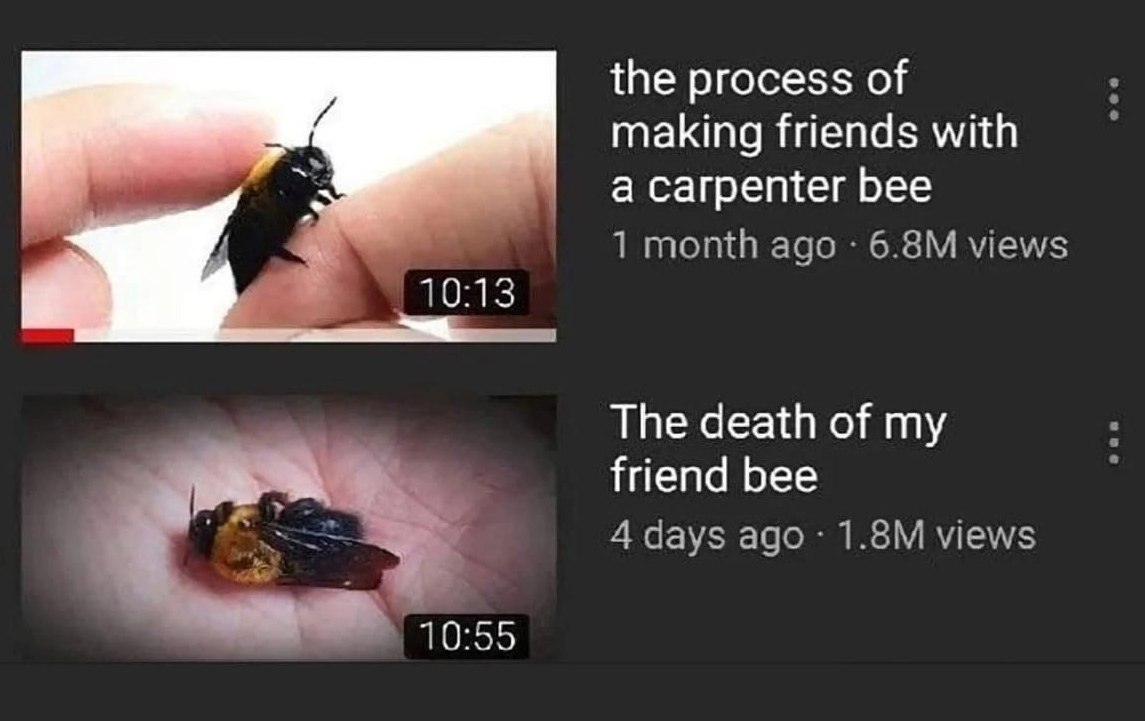 the process of
making friends with
a carpenter bee
1 month ago · 6.8M views
10:13
The death of my
friend bee
4 days ago · 1.8M views
10:55